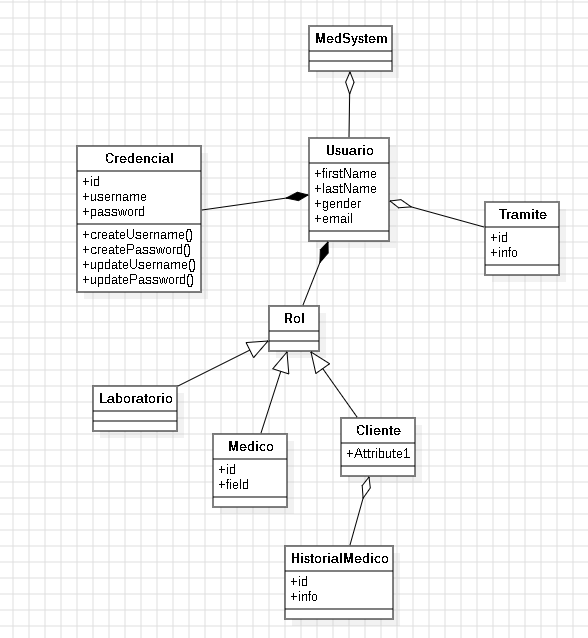 MedSystem
Usuario
+firstName
+lastName
+gender
+email
Credencial
+id
+username
+password
+createUsername()
+createPassword()
+updateUsername()
+updatePassword()
Tramite
+id
+info
Rol
Laboratorio
Medico
+id
+field
Cliente
+Attribute1
HistorialMedico
+id
+info